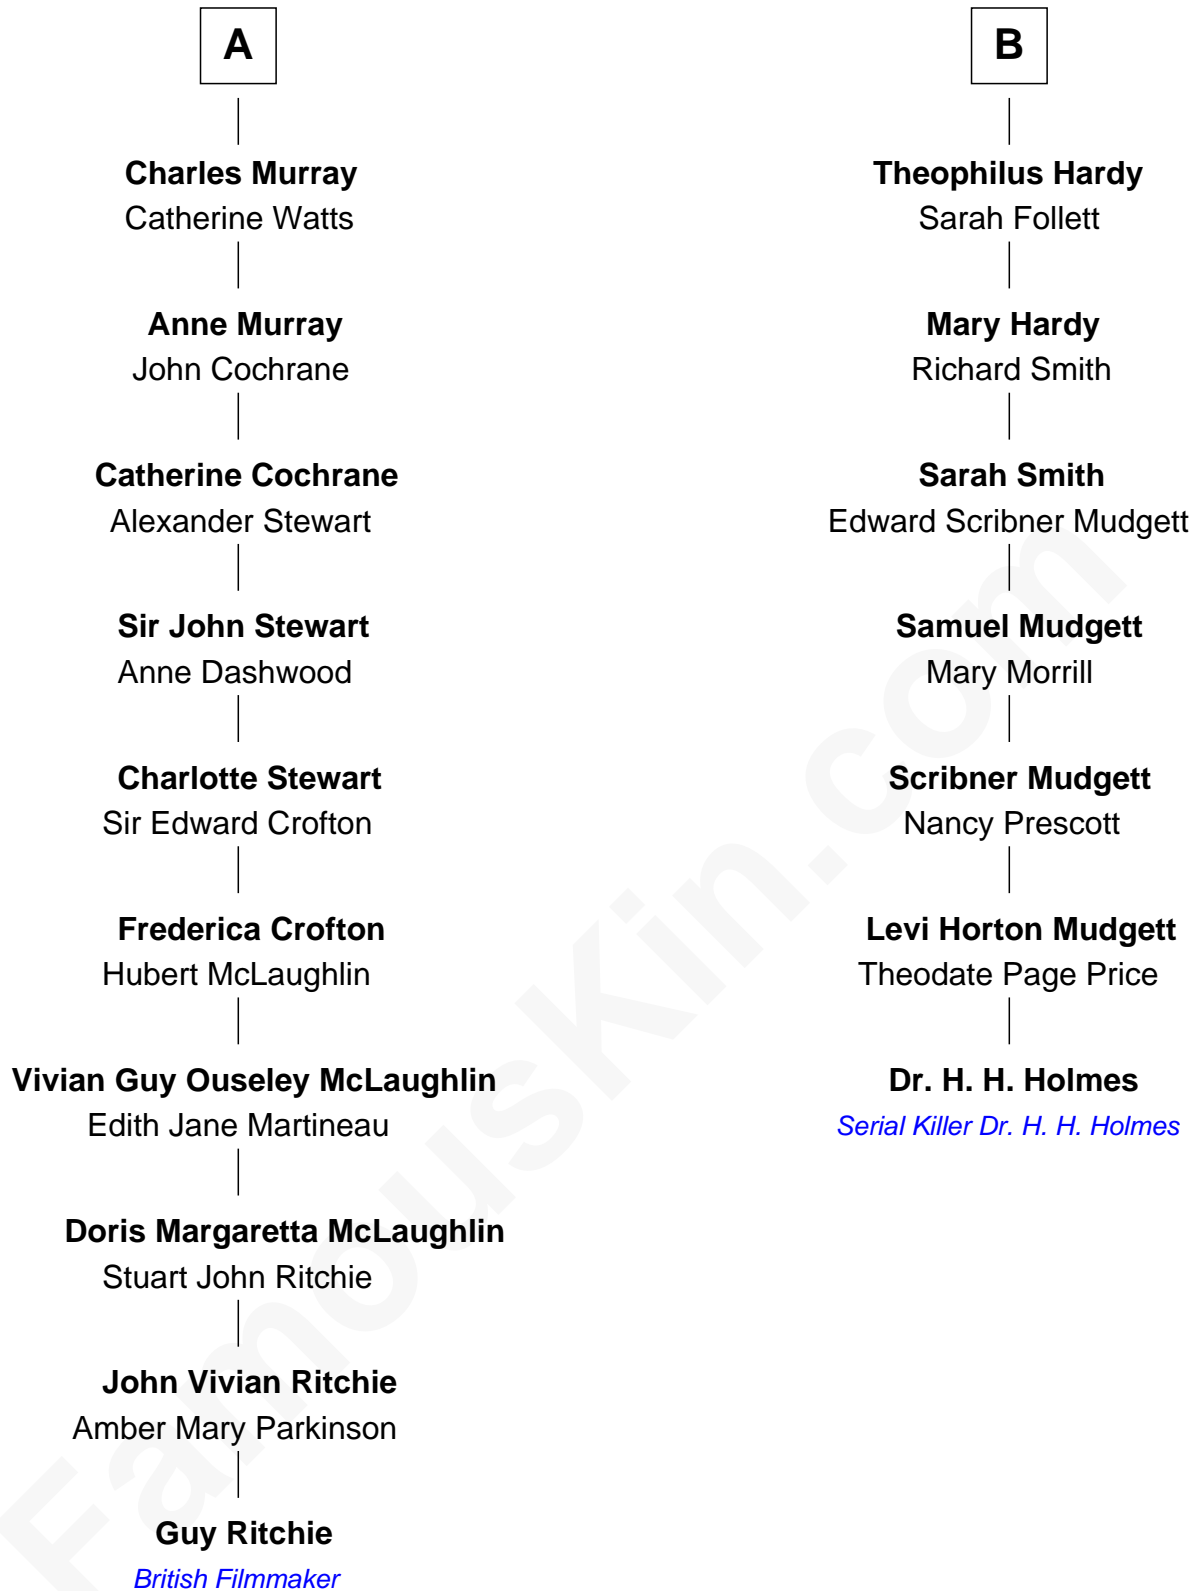 A
Charles Murray
Catherine Watts
Anne Murray
John Cochrane
Catherine Cochrane
Alexander Stewart
Sir John Stewart
Anne Dashwood
Charlotte Stewart
Sir Edward Crofton
Frederica Crofton
Hubert McLaughlin
Vivian Guy Ouseley McLaughlin
Edith Jane Martineau
Doris Margaretta McLaughlin
Stuart John Ritchie
John Vivian Ritchie
Amber Mary Parkinson
Guy Ritchie
British Filmmaker
B
Theophilus Hardy
Sarah Follett
Mary Hardy
Richard Smith
Sarah Smith
Edward Scribner Mudgett
Samuel Mudgett
Mary Morrill
Scribner Mudgett
Nancy Prescott
Levi Horton Mudgett
Theodate Page Price
Dr. H. H. Holmes
Serial Killer Dr. H. H. Holmes
FamousKin.com